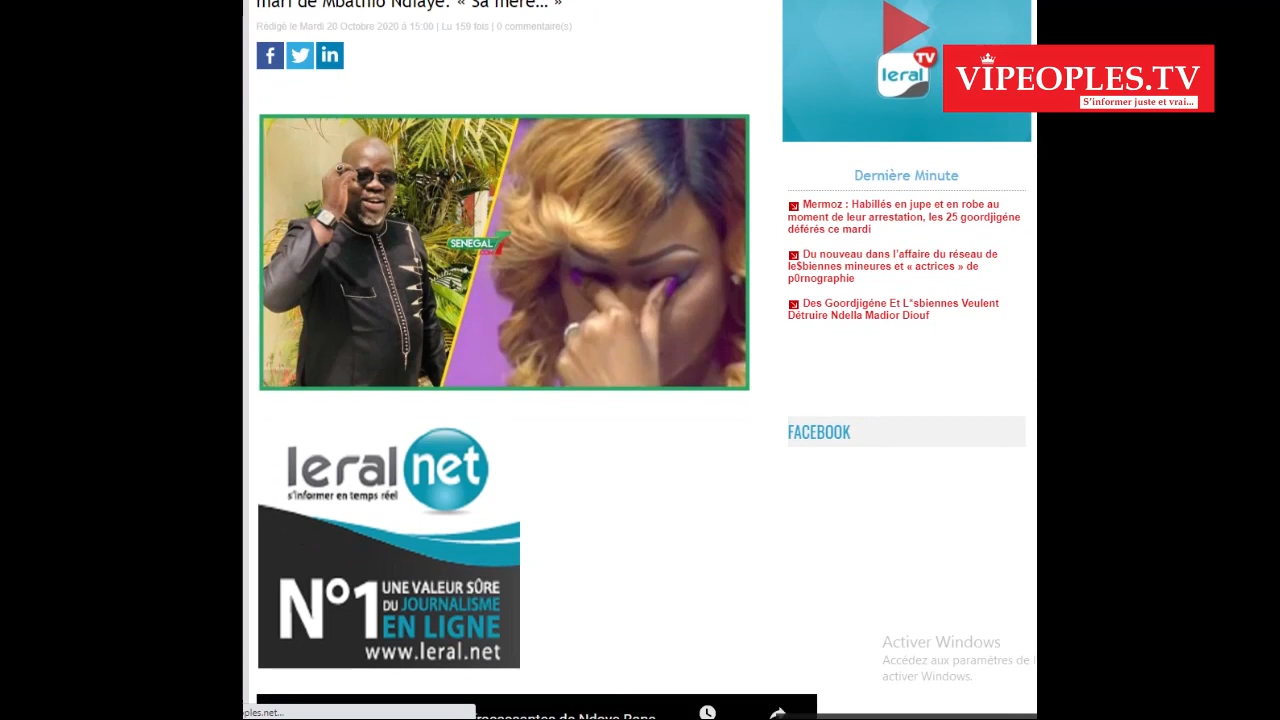 mari de Mbathio Ndiaye: « Sa mère... »
Rédigé le Mardi 20 Octobre 2020 à 15:00 | Lu 159 fois | 0 commentaire(s)
SENEGAL7
.COM
leral net
s'informer en temps réel
N°1
UNE VALEUR SÛRE
DU JOURNALISME
EN LIGNE
www.leral.net
ples.net...
leral TV
VIPEOPLES.TV
S'informer juste et vrai...
Dernière Minute
Mermoz : Habillés en jupe et en robe au
moment de leur arrestation, les 25 goordjigéne
déférés ce mardi
Du nouveau dans l'affaire du réseau de
le$biennes mineures et « actrices » de
p0rnographie
Des Goordjigéne Et L*sbiennes Veulent
Détruire Ndella Madior Diouf
FACEBOOK
Activer Windows
Accédez aux paramètres de l
activer Windows.